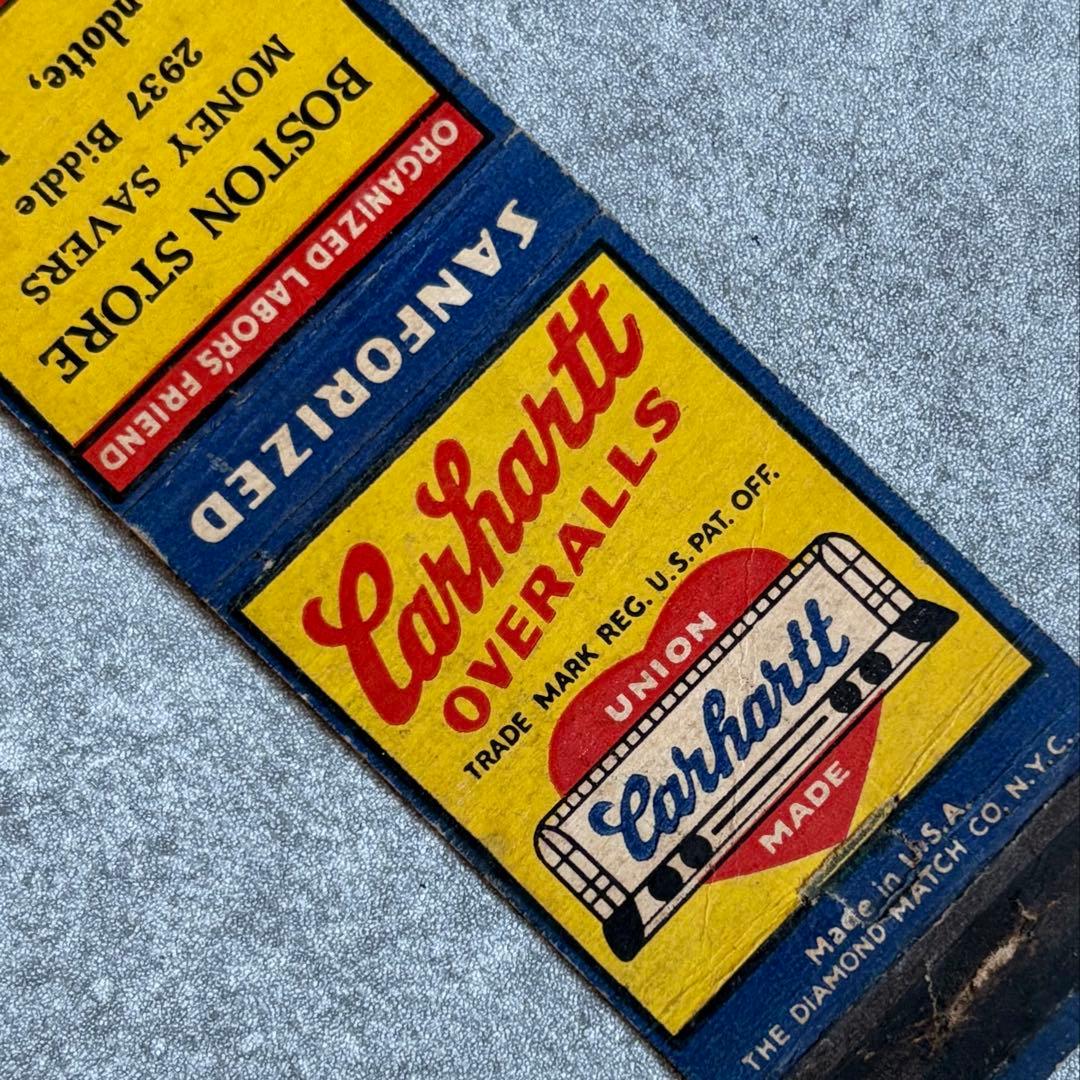 Carhartt
OVERALLS
TRADE MARK REG. U.S. PAT. OFF.
UNION
Carhartt
MADE
Made in U.S.A.
THE DIAMOND MATCH CO. N.Y.C.
SANFORIZED
ORGANIZED LABOR'S FRIEND
BOSTON STORE
MONEY SAVERS
2937 Biddle
ndotte,